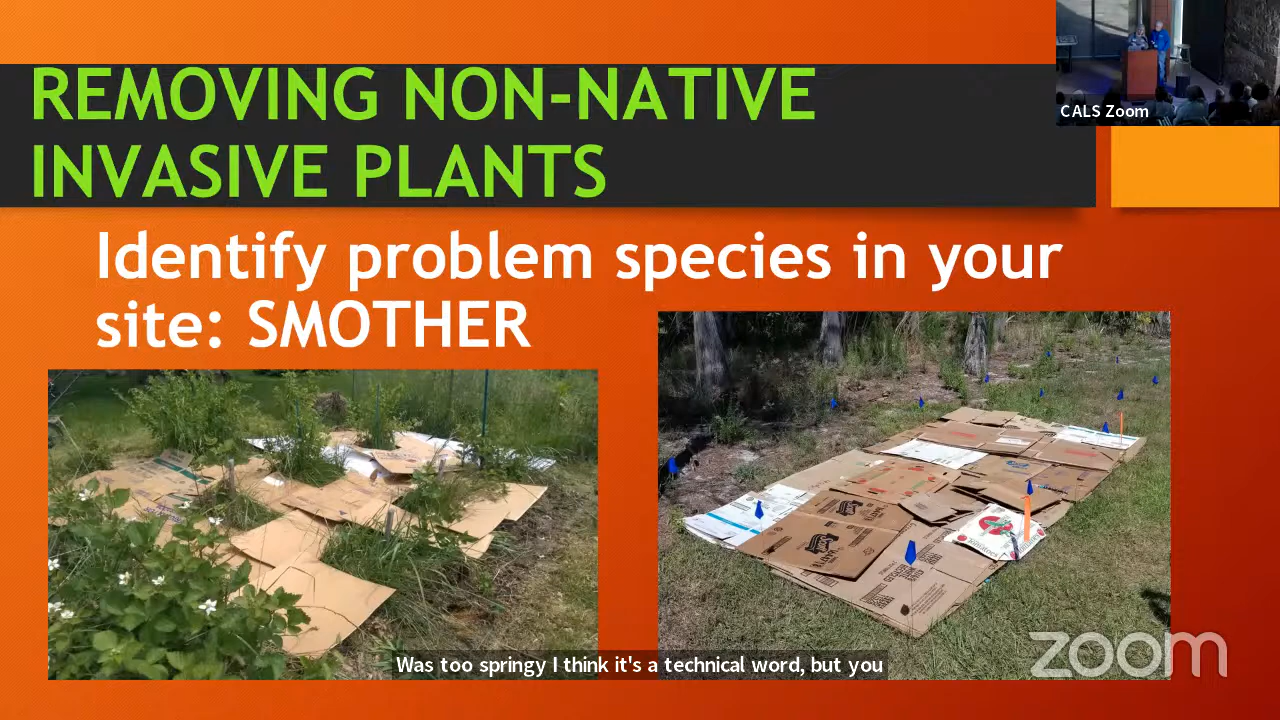 REMOVING NON-NATIVE
INVASIVE PLANTS
CALS Zoom
Identify problem species in your
site: SMOTHER
Was too springy I think it's a technical word, but you
zoom